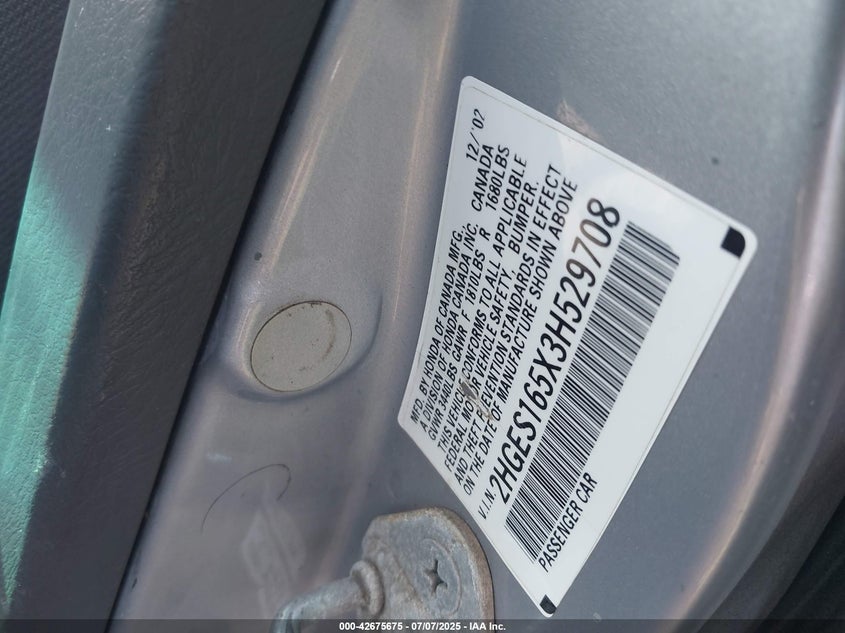 MFD. BY HONDA OF CANADA MFG., 12/'02
A DIVISION OF HONDA CANADA INC., CANADA
GVWR 3440LBS GAWR F 1810LBS R 1680LBS
THIS VEHICLE CONFORMS TO ALL APPLICABLE
FEDERAL MOTOR VEHICLE SAFETY, BUMPER,
AND THEFT PREVENTION STANDARDS IN EFFECT
ON THE DATE OF MANUFACTURE SHOWN ABOVE
V.I.N. 2HGES165X3H529708
PASSENGER CAR
000-42675675 - 07/07/2025 - IAA Inc.